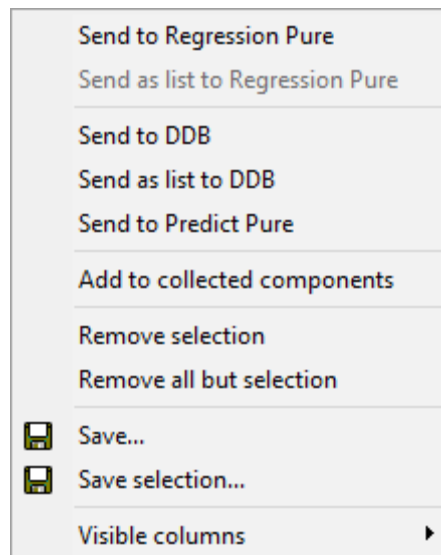 Send to Regression Pure
Send as list to Regression Pure
Send to DDB
Send as list to DDB
Send to Predict Pure
Add to collected components
Remove selection
Remove all but selection
Save...
Save selection...
Visible columns